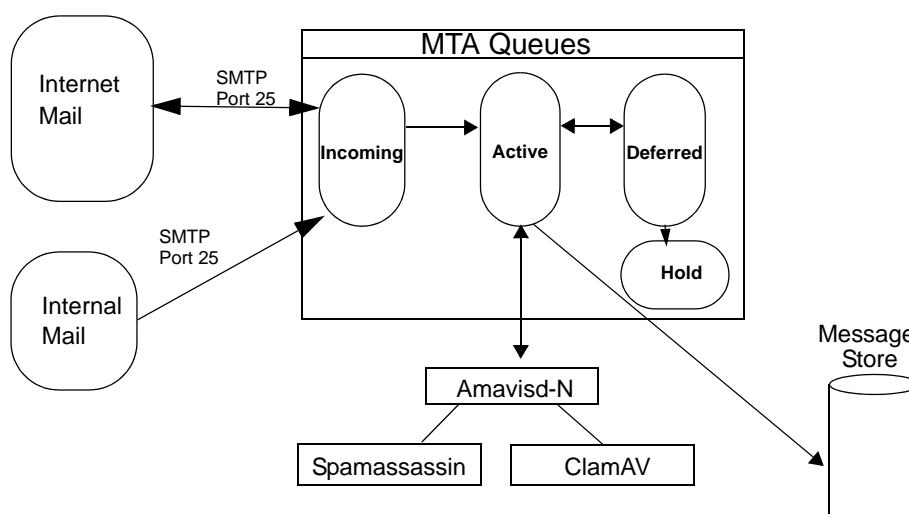 MTA Queues
Internet
Mail
SMTP
Port 25
Incoming
Active
Deferred
Hold
SMTP
Port 25
Internal
Mail
Message
Store
Amavisd-N
Spamassassin
ClamAV